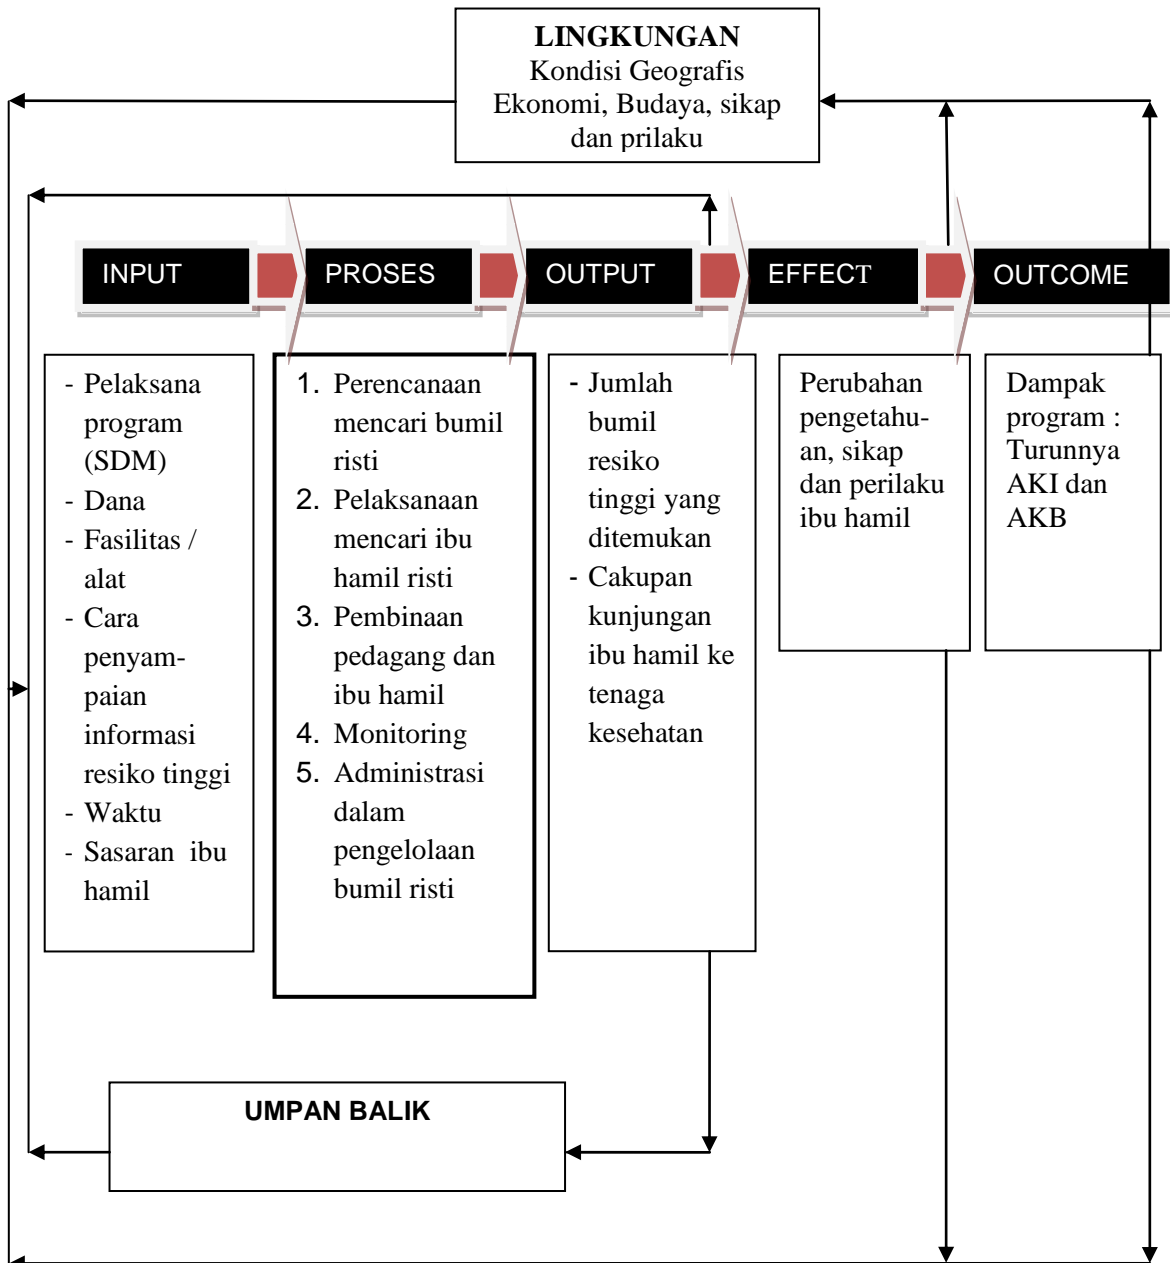 LINGKUNGAN
Kondisi Geografis
Ekonomi, Budaya, sikap
dan prilaku
INPUT
PROSES
OUTPUT
EFFECT
OUTCOME
- Pelaksana
program
(SDM)
- Dana
- Fasilitas /
alat
- Cara
penyam-
paian
informasi
resiko tinggi
- Waktu
- Sasaran ibu
hamil
1. Perencanaan
mencari bumil
risti
2. Pelaksanaan
mencari ibu
hamil risti
3. Pembinaan
pedagang dan
ibu hamil
4. Monitoring
5. Administrasi
dalam
pengelolaan
bumil risti
- Jumlah
bumil
resiko
tinggi yang
ditemukan
- Cakupan
kunjungan
ibu hamil ke
tenaga
kesehatan
Perubahan
pengetahu-
an, sikap
dan perilaku
ibu hamil
Dampak
program :
Turunnya
AKI dan
AKB
UMPAN BALIK